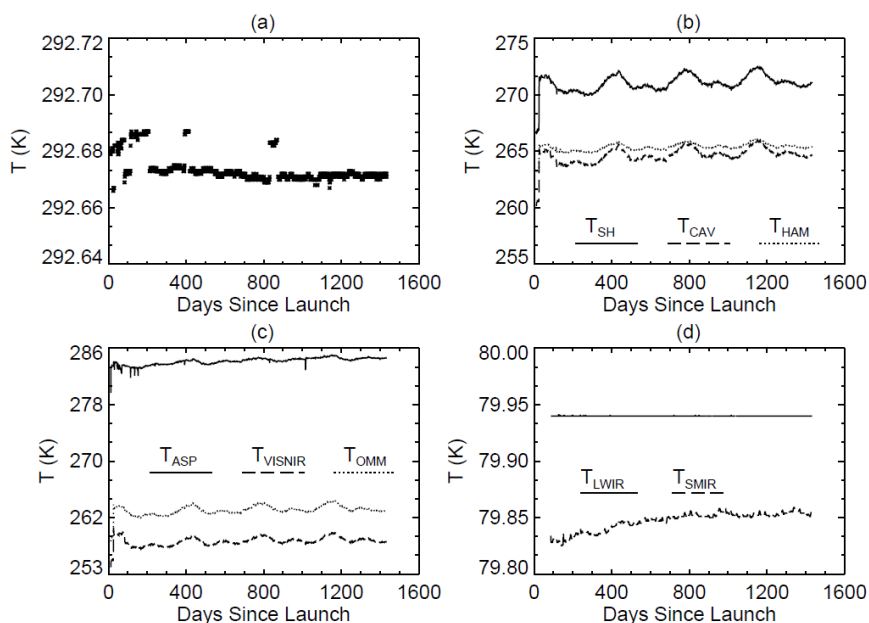 (a)
T (K)
292.72
292.70
292.68
292.66
292.64
0 400 800 1200 1600
Days Since Launch
(b)
T (K)
275
270
265
260
255
T_SH T_CAV T_HAM
0 400 800 1200 1600
Days Since Launch
(c)
T (K)
286
278
270
262
253
T_ASP T_VISNIR T_OMM
0 400 800 1200 1600
Days Since Launch
(d)
T (K)
80.00
79.95
79.90
79.85
79.80
T_LWIR T_SMIR
0 400 800 1200 1600
Days Since Launch